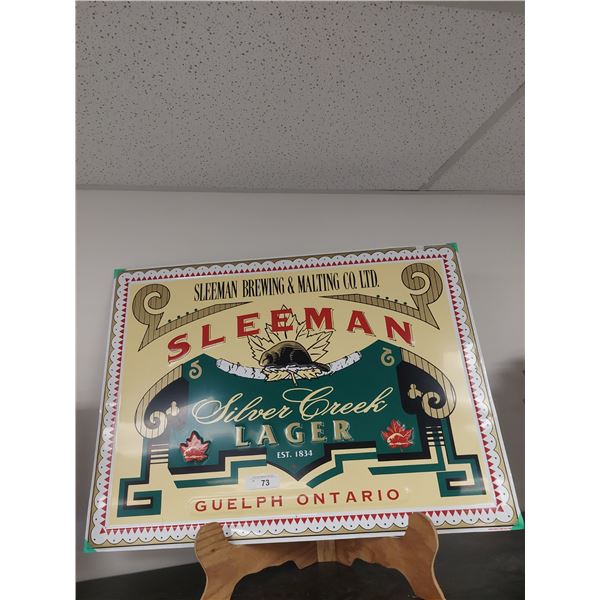 SLEEMAN BREWING & MALTING CO. LTD.
SLEEMAN
Silver Creek
LAGER
EST. 1834
73
GUELPH ONTARIO